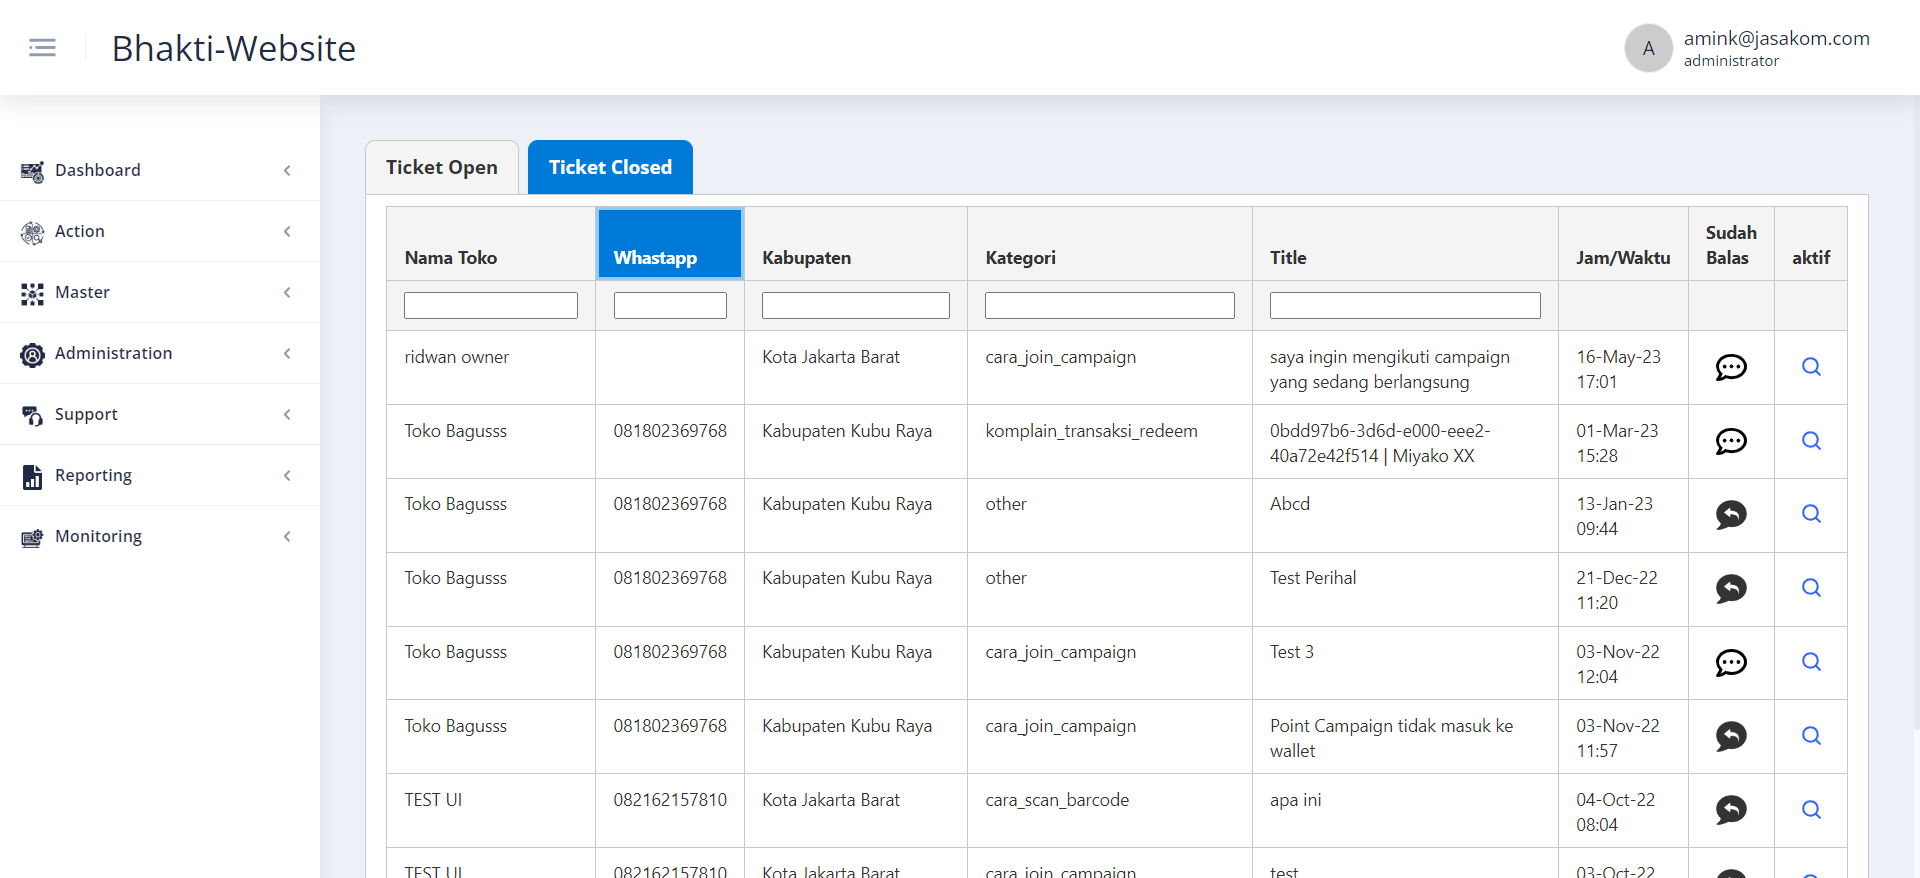 Bhakti-Website
A
amink@jasakom.com
administrator
Dashboard
Action
Master
Administration
Support
Reporting
Monitoring
Ticket Open
Ticket Closed
Nama Toko
Whastapp
Kabupaten
Kategori
Title
Jam/Waktu
Sudah
Balas
aktif
ridwan owner
Kota Jakarta Barat
cara_join_campaign
saya ingin mengikuti campaign
yang sedang berlangsung
16-May-23
17:01
Toko Bagusss
081802369768
Kabupaten Kubu Raya
komplain_transaksi_redeem
0bdd97b6-3d6d-e000-eee2-
40a72e42f514 | Miyako XX
01-Mar-23
15:28
Toko Bagusss
081802369768
Kabupaten Kubu Raya
other
Abcd
13-Jan-23
09:44
Toko Bagusss
081802369768
Kabupaten Kubu Raya
other
Test Perihal
21-Dec-22
11:20
Toko Bagusss
081802369768
Kabupaten Kubu Raya
cara_join_campaign
Test 3
03-Nov-22
12:04
Toko Bagusss
081802369768
Kabupaten Kubu Raya
cara_join_campaign
Point Campaign tidak masuk ke
wallet
03-Nov-22
11:57
TEST UI
082162157810
Kota Jakarta Barat
cara_scan_barcode
apa ini
04-Oct-22
08:04
TEST UI
082162157810
Kota Jakarta Barat
cara_join_campaign
test
03-Oct-22